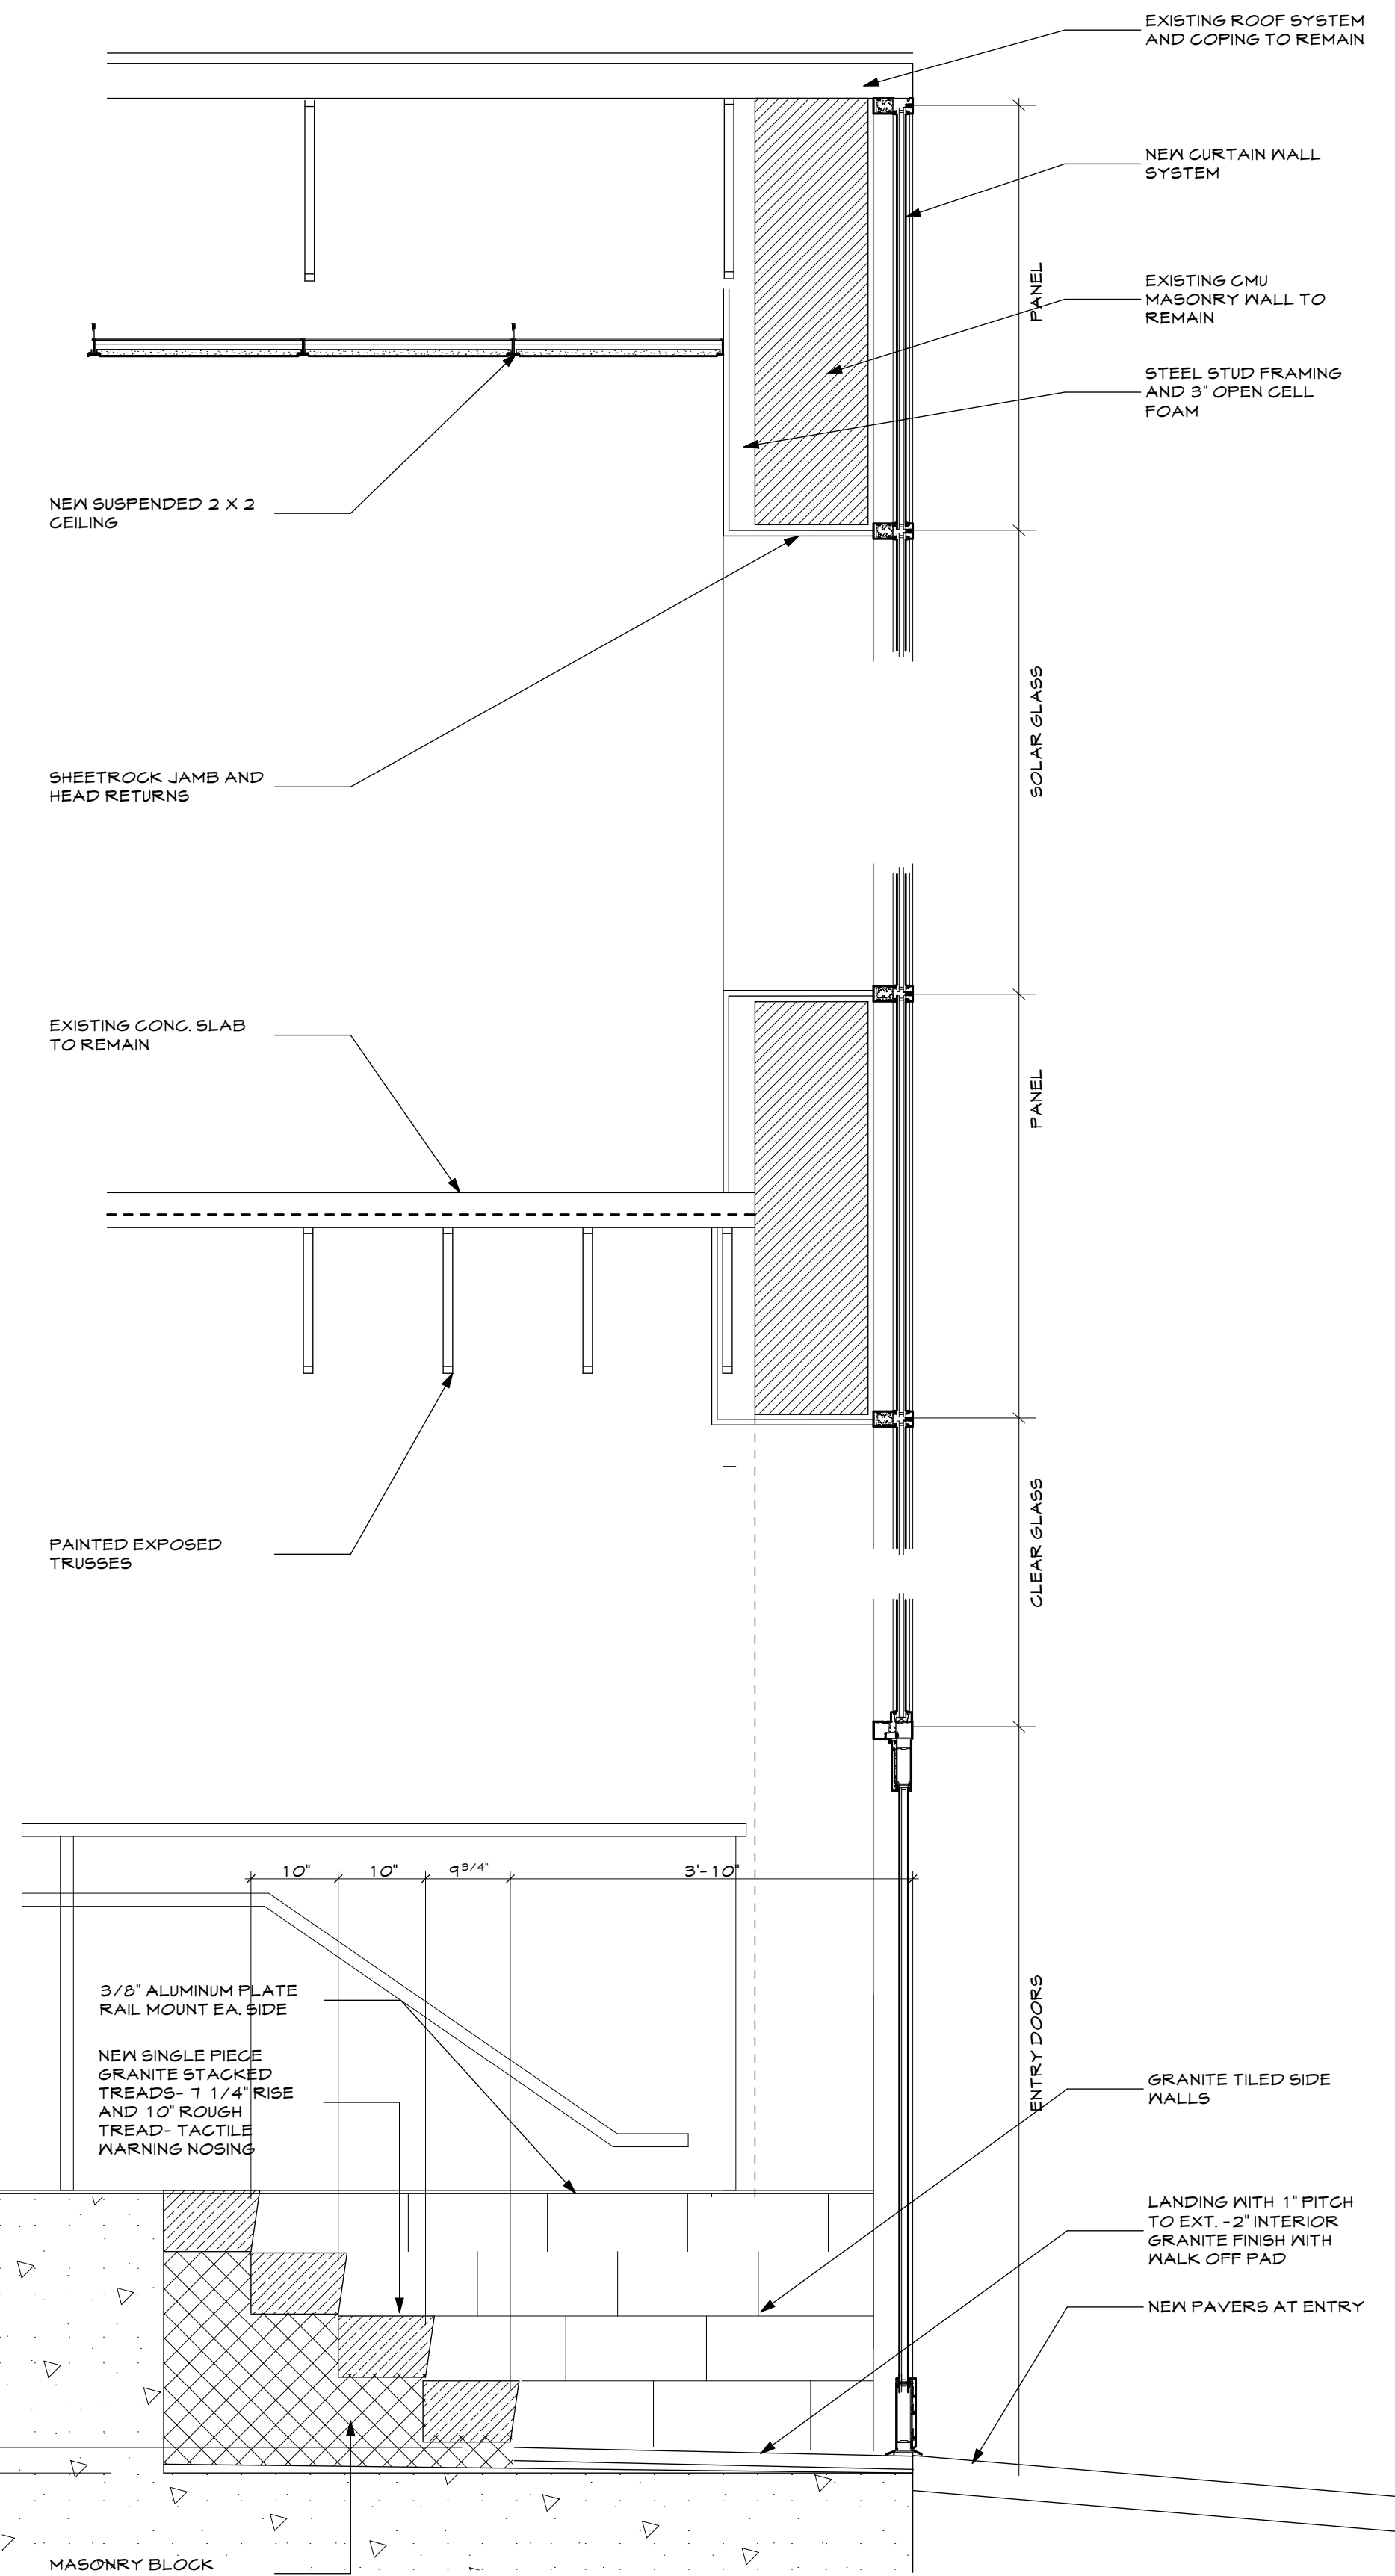 EXISTING ROOF SYSTEM
AND COPING TO REMAIN
NEW CURTAIN WALL
SYSTEM
PANEL
EXISTING CMU
MASONRY WALL TO
REMAIN
STEEL STUD FRAMING
AND 3" OPEN CELL
FOAM
NEW SUSPENDED 2 X 2
CEILING
SOLAR GLASS
SHEETROCK JAMB AND
HEAD RETURNS
EXISTING CONC. SLAB
TO REMAIN
PANEL
CLEAR GLASS
PAINTED EXPOSED
TRUSSES
10"
10"
9 3/4"
3'-10"
3/8" ALUMINUM PLATE
RAIL MOUNT EA. SIDE
NEW SINGLE PIECE
GRANITE STACKED
TREADS- 7 1/4" RISE
AND 10" ROUGH
TREAD- TACTILE
WARNING NOSING
ENTRY DOORS
GRANITE TILED SIDE
WALLS
LANDING WITH 1" PITCH
TO EXT. -2" INTERIOR
GRANITE FINISH WITH
WALK OFF PAD
NEW PAVERS AT ENTRY
MASONRY BLOCK